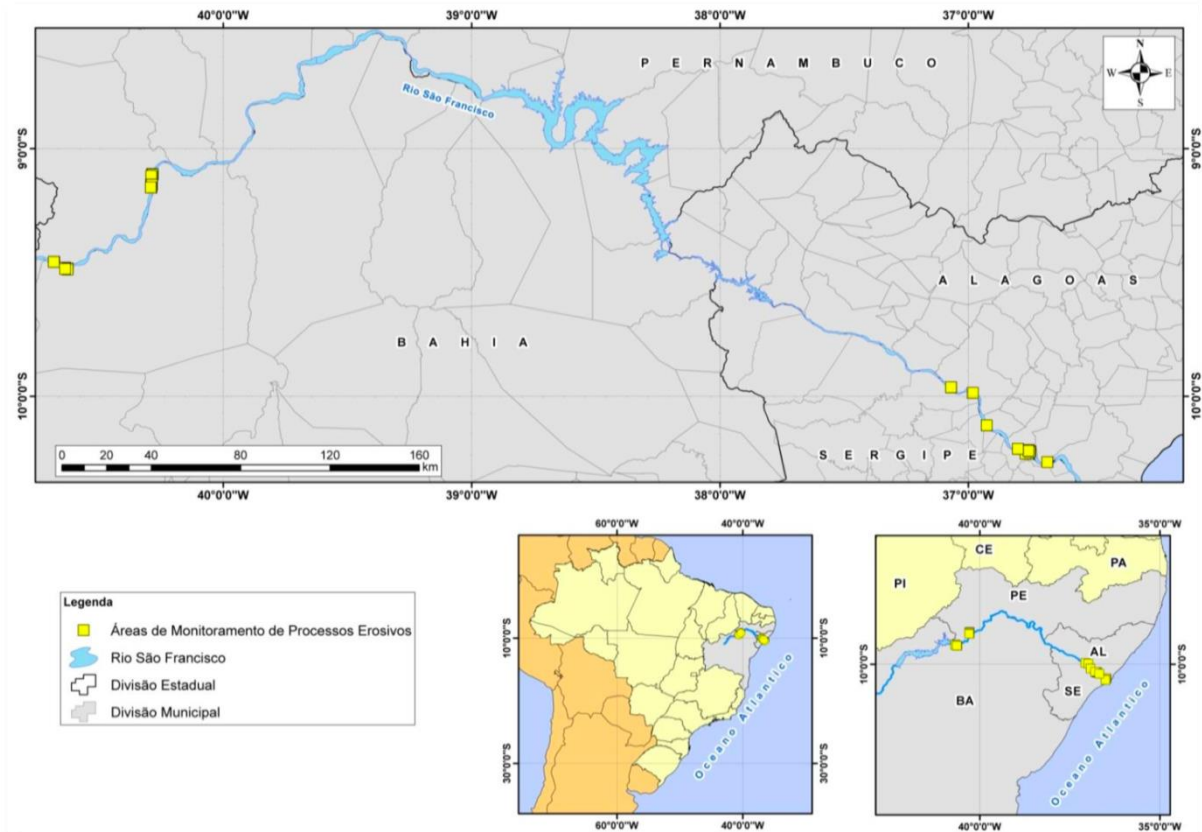 40°0'0"W 39°0'0"W 38°0'0"W 37°0'0"W
P E R N A M B U C O
N
W E
S
Rio São Francisco
9°0'0"S 9°0'0"S
A L A G O A S
B A H I A
10°0'0"S 10°0'0"S
S E R G I P E
0 20 40 80 120 160
km
40°0'0"W 39°0'0"W 38°0'0"W 37°0'0"W
Legenda
Áreas de Monitoramento de Processos Erosivos
Rio São Francisco
Divisão Estadual
Divisão Municipal
60°0'0"W 40°0'0"W
10°0'0"S 10°0'0"S
30°0'0"S 30°0'0"S
Oceano Atlantico
60°0'0"W 40°0'0"W
40°0'0"W 35°0'0"W
CE
PI PA
PE
AL
10°0'0"S 10°0'0"S
SE
BA
Oceano Atlantico
40°0'0"W 35°0'0"W